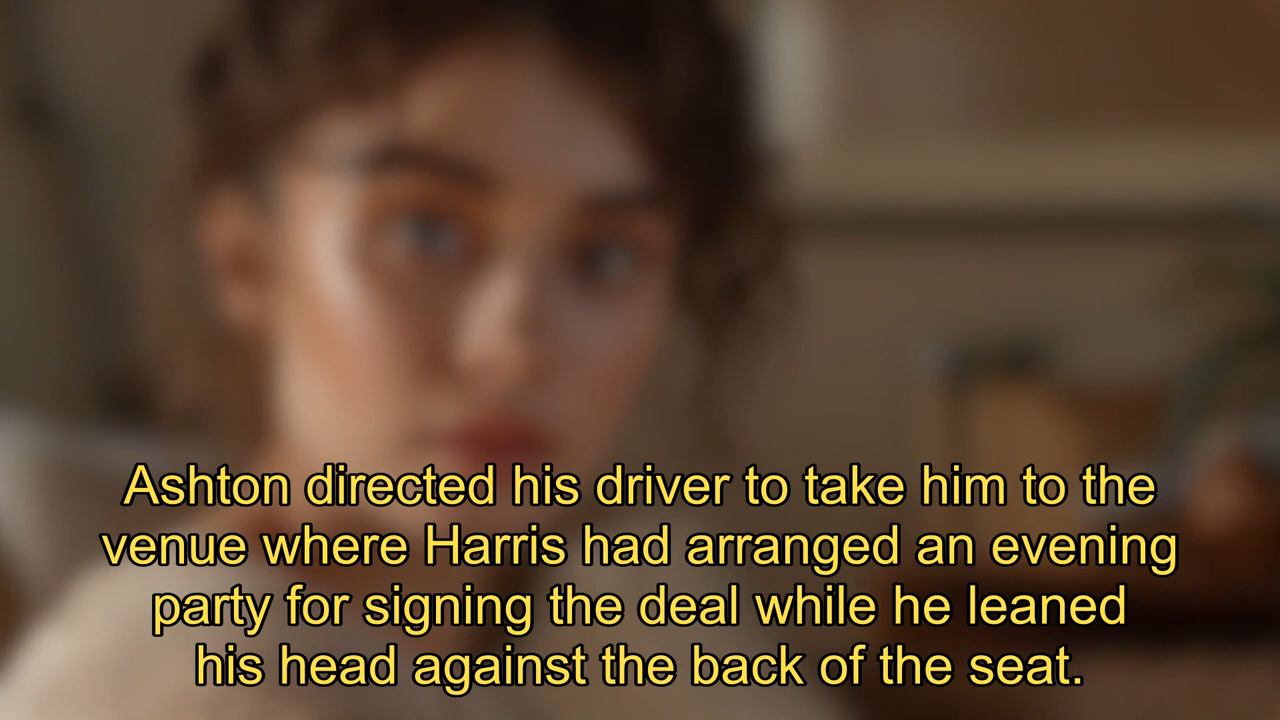 Ashton directed his driver to take him to the
venue where Harris had arranged an evening
party for signing the deal while he leaned
his head against the back of the seat.